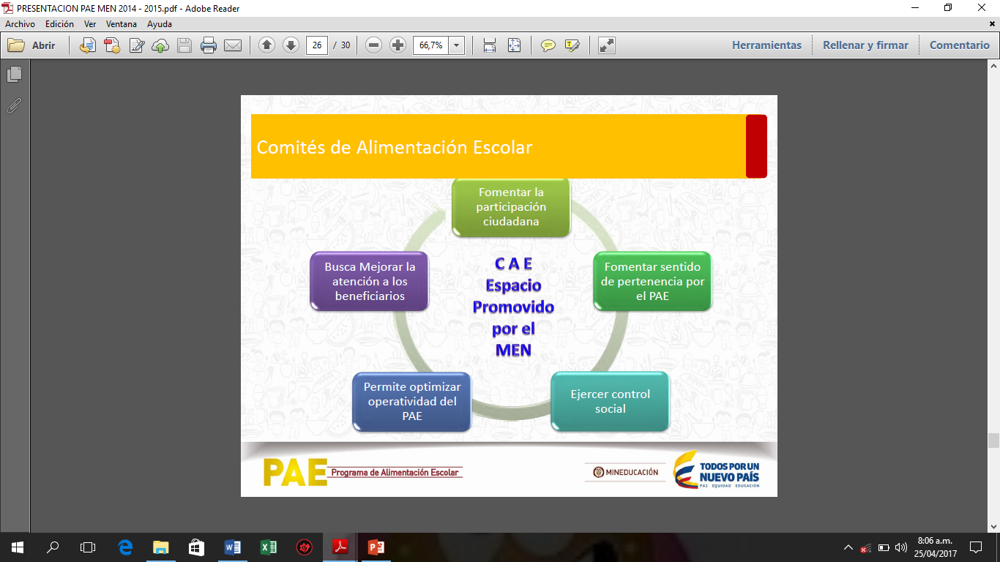 PRESENTACION PAE MEN 2014 - 2015.pdf - Adobe Reader
Archivo Edición Ver Ventana Ayuda
Abrir 26 / 30 66,7% Herramientas Rellenar y firmar Comentario
Comités de Alimentación Escolar
Fomentar la
participación
ciudadana
Fomentar sentido
de pertenencia por
el PAE
Ejercer control
social
Permite optimizar
operatividad del
PAE
Busca Mejorar la
atención a los
beneficiarios
C A E
Espacio
Promovido
por el
MEN
PAE Programa de Alimentación Escolar
MINEDUCACIÓN
TODOS POR UN
NUEVO PAÍS
PAZ EQUIDAD EDUCACIÓN
8:06 a.m.
25/04/2017